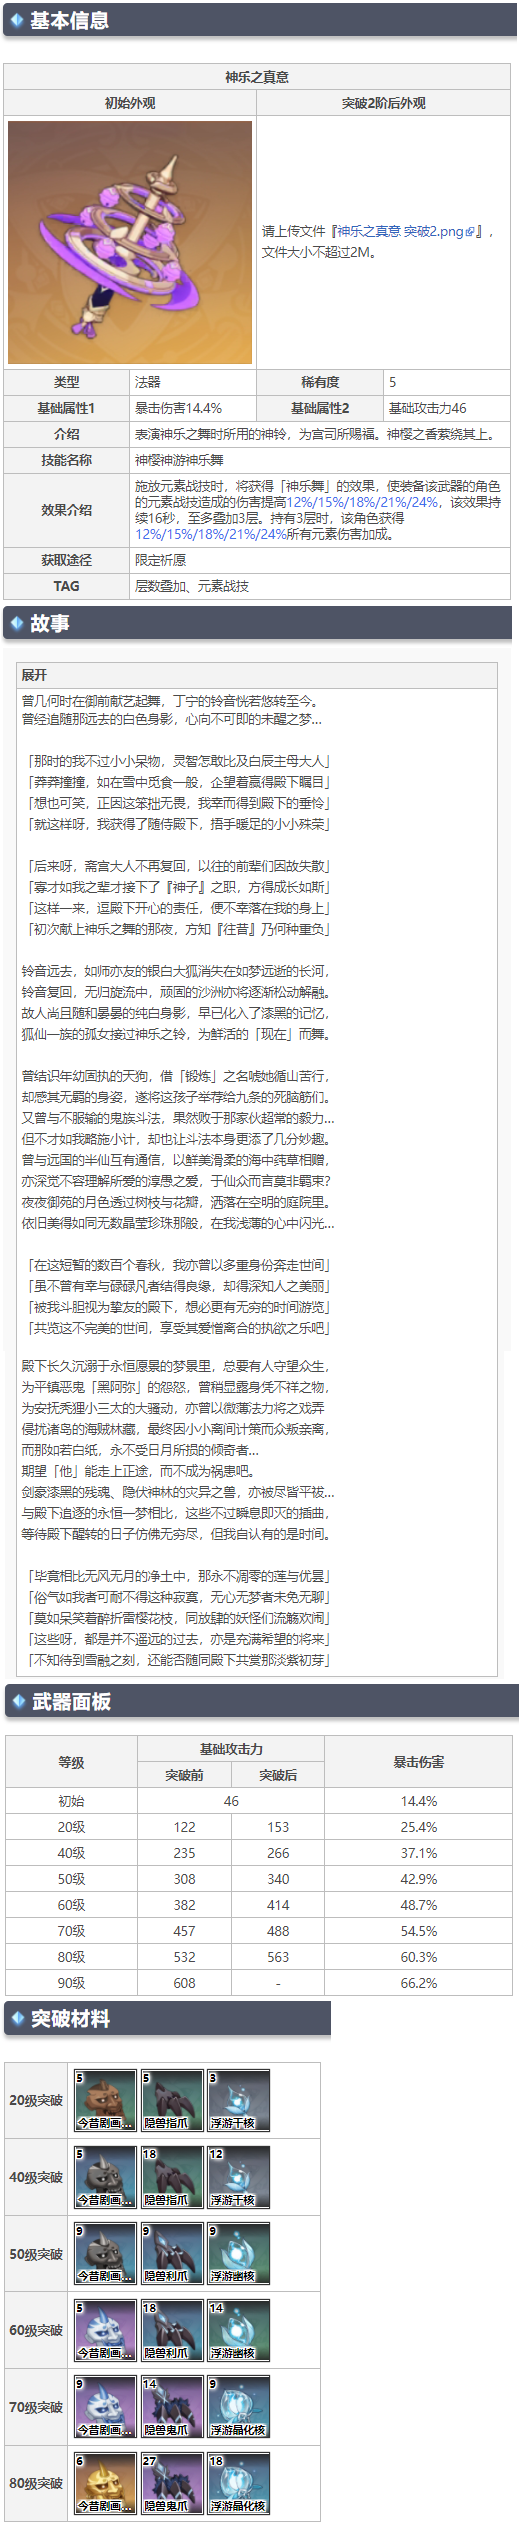 基本信息
神乐之真意
初始外观 突破2阶后外观
请上传文件『神乐之真意 突破2.png』，
文件大小不超过2M。
类型 法器 稀有度 5
基础属性1 暴击伤害14.4% 基础属性2 基础攻击力46
介绍 表演神乐之舞时所用的神铃，为宫司所赐福。神樱之香萦绕其上。
技能名称 神樱神游神乐舞
效果介绍 施放元素战技时，将获得「神乐舞」的效果，使装备该武器的角色
的元素战技造成的伤害提高12%/15%/18%/21%/24%，该效果持
续16秒，至多叠加3层。持有3层时，该角色获得
12%/15%/18%/21%/24%所有元素伤害加成。
获取途径 限定祈愿
TAG 层数叠加、元素战技
故事
展开
曾几何时在御前献艺起舞，丁宁的铃音恍若悠转至今。
曾经追随那远去的白色身影，心向不可即的未醒之梦…
「那时的我不过小小呆物，灵智怎敢比及白辰主母大人」
「莽莽撞撞，如在雪中觅食一般，企望着赢得殿下瞩目」
「想也可笑，正因这笨拙无畏，我幸而得到殿下的垂怜」
「就这样呀，我获得了随侍殿下，捂手暖足的小小殊荣」
「后来呀，斋宫大人不再复回，以往的前辈们因故失散」
「寡才如我之辈才接下了『神子』之职，方得成长如斯」
「这样一来，逗殿下开心的责任，便不幸落在我的身上」
「初次献上神乐之舞的那夜，方知『往昔』乃何种重负」
铃音远去，如师亦友的银白大狐消失在如梦远逝的长河，
铃音复回，无归旋流中，顽固的沙洲亦将逐渐松动解融。
故人尚且随和晏晏的纯白身影，早已化入了漆黑的记忆，
狐仙一族的孤女接过神乐之铃，为鲜活的「现在」而舞。
曾结识年幼固执的天狗，借「锻炼」之名唬她循山苦行，
却感其无羁的身姿，遂将这孩子举荐给九条的死脑筋们。
又曾与不服输的鬼族斗法，果然败于那家伙超常的毅力…
但不才如我略施小计，却也让斗法本身更添了几分妙趣。
曾与远国的半仙互有通信，以鲜美滑柔的海中莼草相赠，
亦深觉不容理解所爱的淳愚之爱，于仙众而言莫非羁束？
夜夜御苑的月色透过树枝与花瓣，洒落在空明的庭院里。
依旧美得如同无数晶莹珍珠那般，在我浅薄的心中闪光…
「在这短暂的数百个春秋，我亦曾以多重身份奔走世间」
「虽不曾有幸与碌碌凡者结得良缘，却得深知人之美丽」
「被我斗胆视为挚友的殿下，想必更有无穷的时间游览」
「共览这不完美的世间，享受其爱憎离合的执欲之乐吧」
殿下长久沉溺于永恒愿景的梦景里，总要有人守望众生，
为平镇恶鬼「黑阿弥」的怨怒，曾稍显露身凭不祥之物，
为安抚秃狸小三太的大骚动，亦曾以微薄法力将之戏弄
侵扰诸岛的海贼林藏，最终因小小离间计策而众叛亲离，
而那如若白纸，永不受日月所损的倾奇者…
期望「他」能走上正途，而不成为祸患吧。
剑豪漆黑的残魂、隐伏神林的灾异之兽，亦被尽皆平祓…
与殿下追逐的永恒一梦相比，这些不过瞬息即灭的插曲，
等待殿下醒转的日子仿佛无穷尽，但我自认有的是时间。
「毕竟相比无风无月的净土中，那永不凋零的莲与优昙」
「俗气如我者可耐不得这种寂寞，无心无梦者未免无聊」
「莫如呆笑着醉折雷樱花枝，同放肆的妖怪们流觞欢闹」
「这些呀，都是并不遥远的过去，亦是充满希望的将来」
「不知待到雪融之刻，还能否随同殿下共赏那淡紫初芽」
武器面板
等级 基础攻击力 暴击伤害
突破前 突破后
初始 46 14.4%
20级 122 153 25.4%
40级 235 266 37.1%
50级 308 340 42.9%
60级 382 414 48.7%
70级 457 488 54.5%
80级 532 563 60.3%
90级 608 - 66.2%
突破材料
20级突破 5 今昔剧画... 5 隐兽指爪 3 浮游干核
40级突破 5 今昔剧画... 18 隐兽指爪 12 浮游干核
50级突破 9 今昔剧画... 9 隐兽利爪 9 浮游幽核
60级突破 5 今昔剧画... 18 隐兽利爪 14 浮游幽核
70级突破 9 今昔剧画... 14 隐兽鬼爪 9 浮游晶化核
80级突破 6 今昔剧画... 27 隐兽鬼爪 18 浮游晶化核